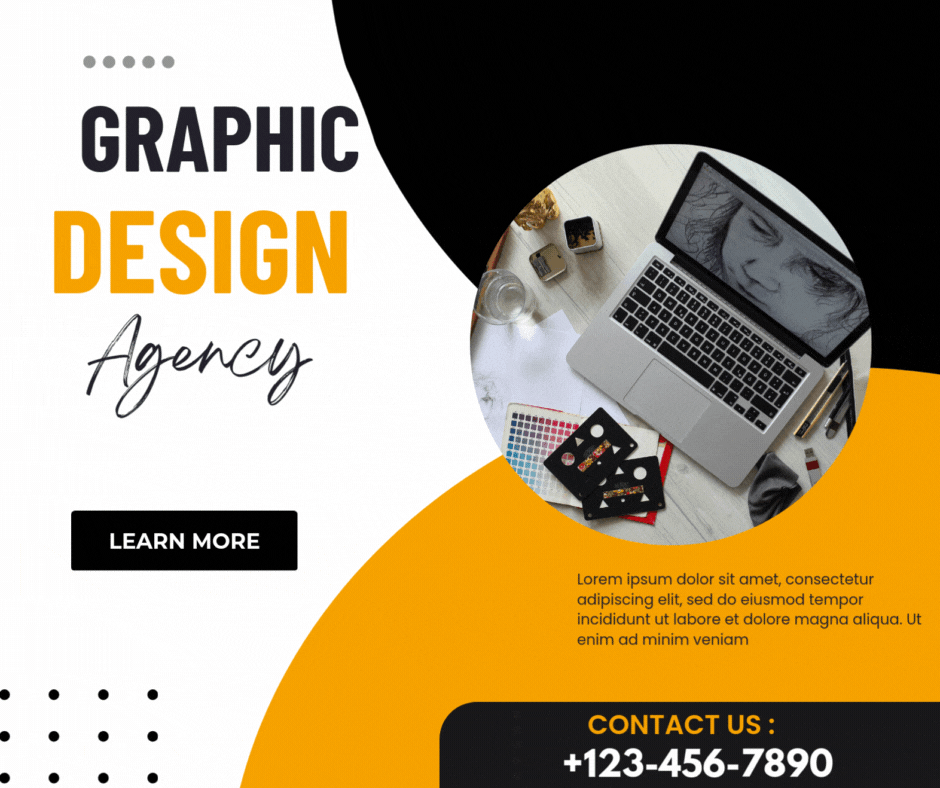 GRAPHIC
DESIGN
Agency
LEARN MORE
Lorem ipsum dolor sit amet, consectetur
adipiscing elit, sed do eiusmod tempor
incididunt ut labore et dolore magna aliqua. Ut
enim ad minim veniam
CONTACT US :
+123-456-7890